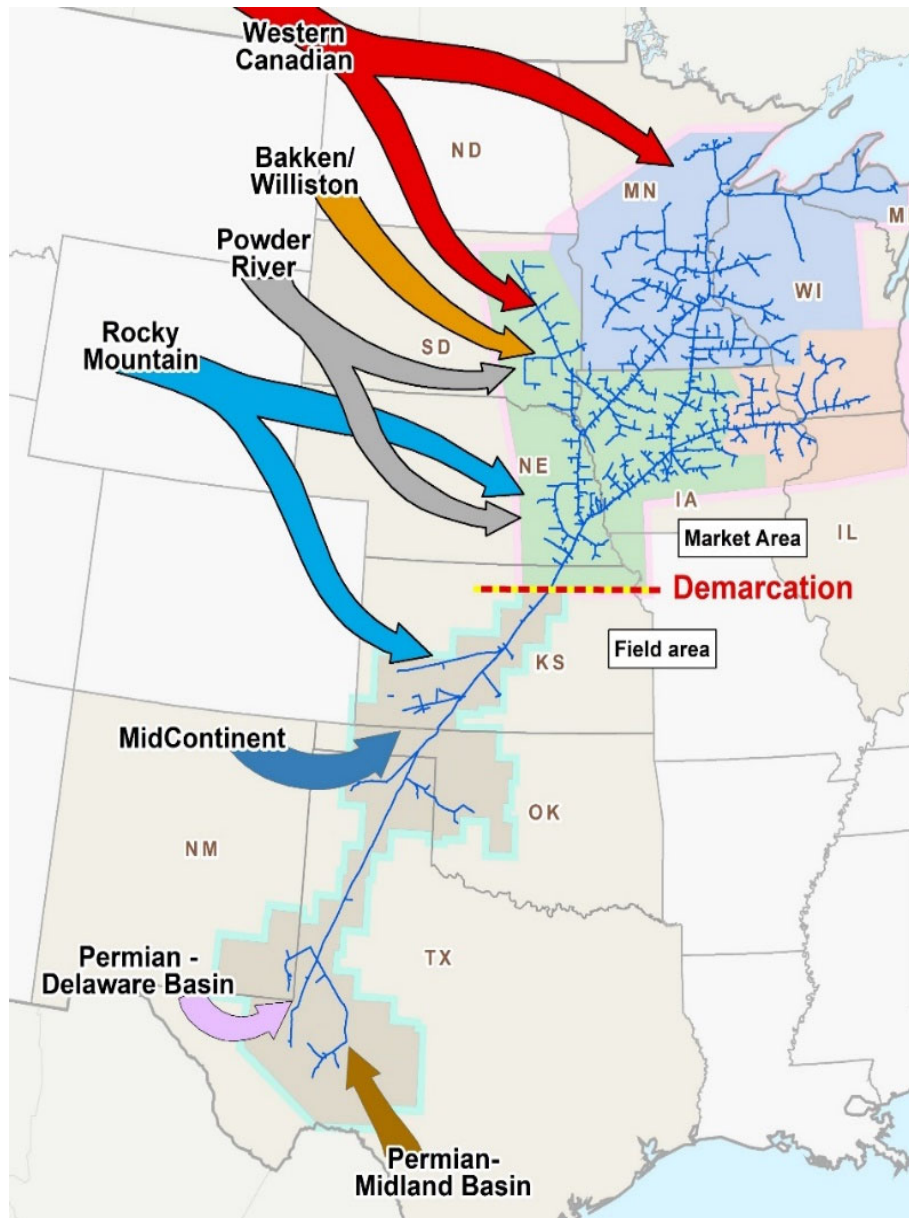 Western
Canadian
ND
Bakken/
Williston
MN
M
Powder
River
WI
Rocky
Mountain
SD
NE
IA
IL
Market Area
Demarcation
Field area
KS
MidContinent
OK
NM
TX
Permian -
Delaware Basin
Permian-
Midland Basin